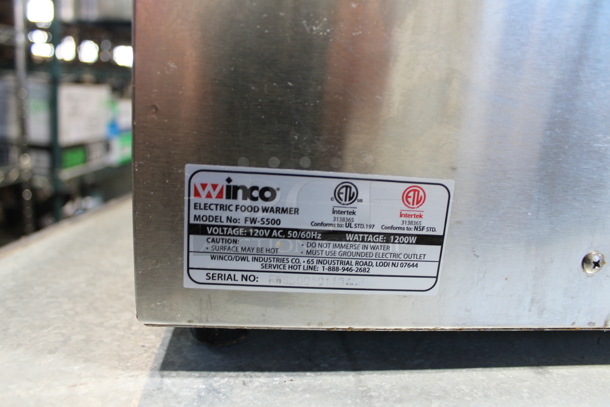 Winco®
ELECTRIC FOOD WARMER
MODEL No: FW-S500
Intertek
3138365
Conforms to: UL STD.197
Intertek
3138365
Conforms to: NSF STD.
VOLTAGE: 120V AC, 50/60Hz WATTAGE: 1200W
CAUTION: • DO NOT IMMERSE IN WATER
• SURFACE MAY BE HOT • MUST USE GROUNDED ELECTRIC OUTLET
WINCO/DWL INDUSTRIES CO. • 65 INDUSTRIAL ROAD, LODI NJ 07644
SERVICE HOT LINE: 1-888-946-2682
SERIAL NO: